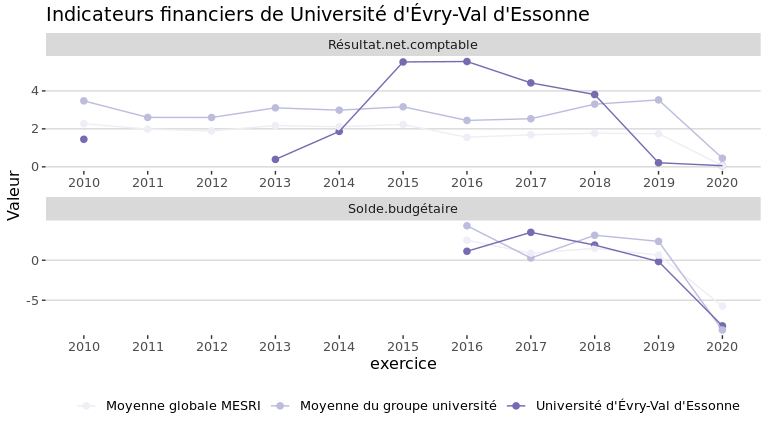 Indicateurs financiers de Université d'Évry-Val d'Essonne
Résultat.net.comptable
4
2
0
2010 2011 2012 2013 2014 2015 2016 2017 2018 2019 2020
Valeur
Solde.budgétaire
0
-5
2010 2011 2012 2013 2014 2015 2016 2017 2018 2019 2020
exercice
Moyenne globale MESRI Moyenne du groupe université Université d'Évry-Val d'Essonne